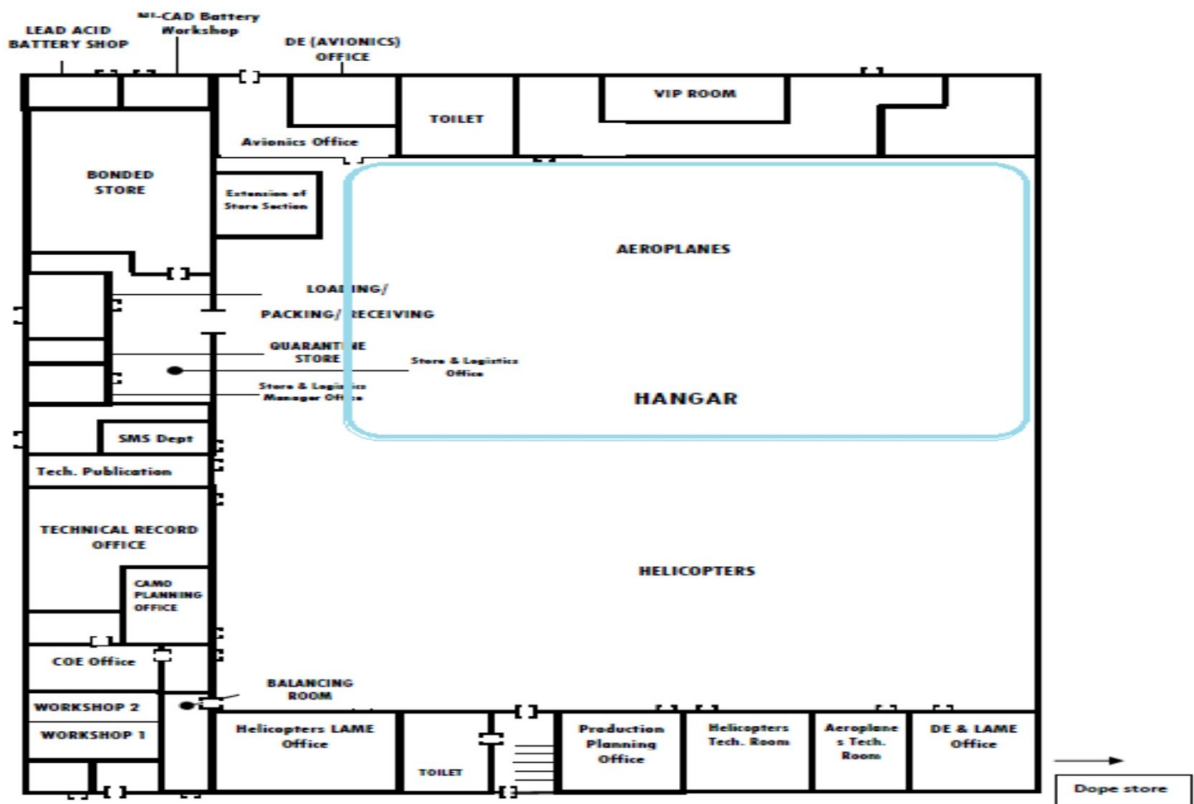 NI-CAD Battery
Workshop
LEAD ACID
BATTERY SHOP
DE (AVIONICS)
OFFICE
VIP ROOM
TOILET
Avionics Office
BONDED
STORE
Extension of
Store Section
AEROPLANES
LOADING/
PACKING/ RECEIVING
QUARANTINE
STORE
Store & Logistics
Office
Store & Logistics
Manager Office
HANGAR
SMS Dept
Tech. Publication
TECHNICAL RECORD
OFFICE
HELICOPTERS
CAMO
PLANNING
OFFICE
COE Office
BALANCING
ROOM
WORKSHOP 2
WORKSHOP 1
Helicopters LAME
Office
TOILET
Production
Planning
Office
Helicopters
Tech. Room
Aeroplane
s Tech.
Room
DE & LAME
Office
Dope store